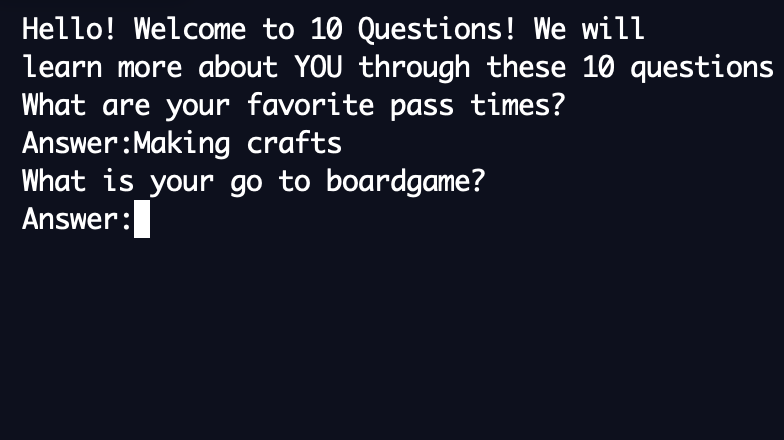 Hello! Welcome to 10 Questions! We will
learn more about YOU through these 10 questions
What are your favorite pass times?
Answer:Making crafts
What is your go to boardgame?
Answer: